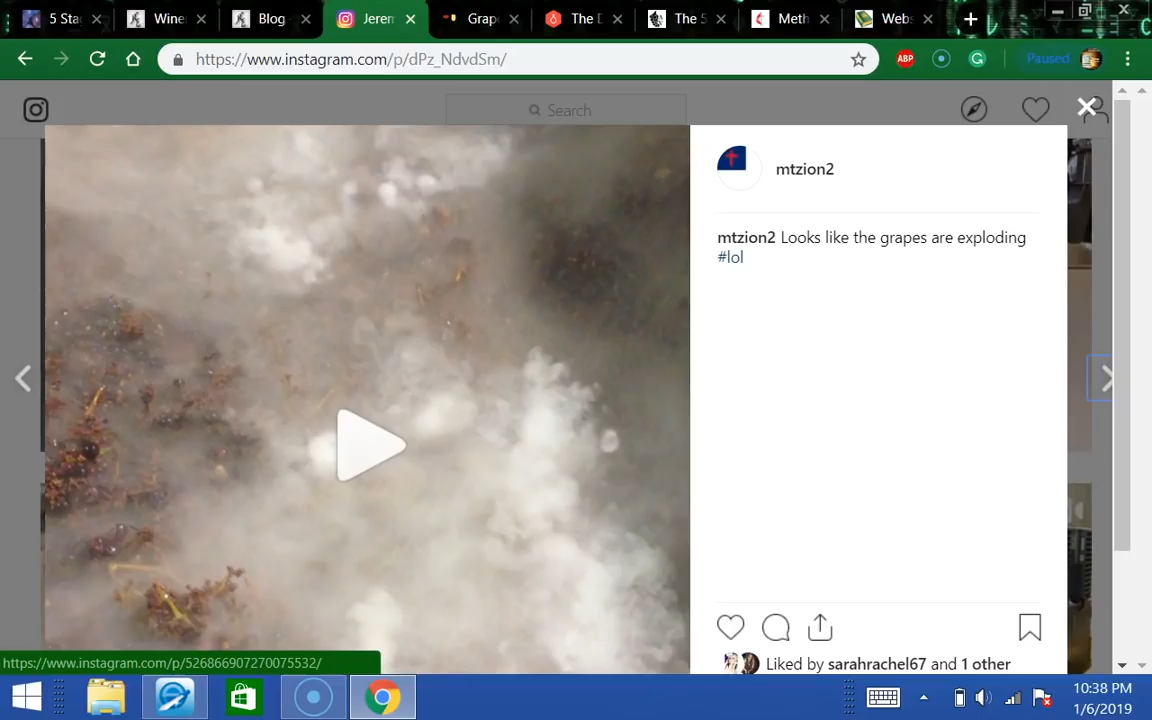 5 Sta
Wine
Blog
Jerem
Grap
The D
The 5
Meth
Webs
https://www.instagram.com/p/dPz_NdvdSm/
ABP
Paused
Search
mtzion2
mtzion2 Looks like the grapes are exploding
#lol
Liked by sarahrachel67 and 1 other
https://www.instagram.com/p/526866907270075532/
10:38 PM
1/6/2019